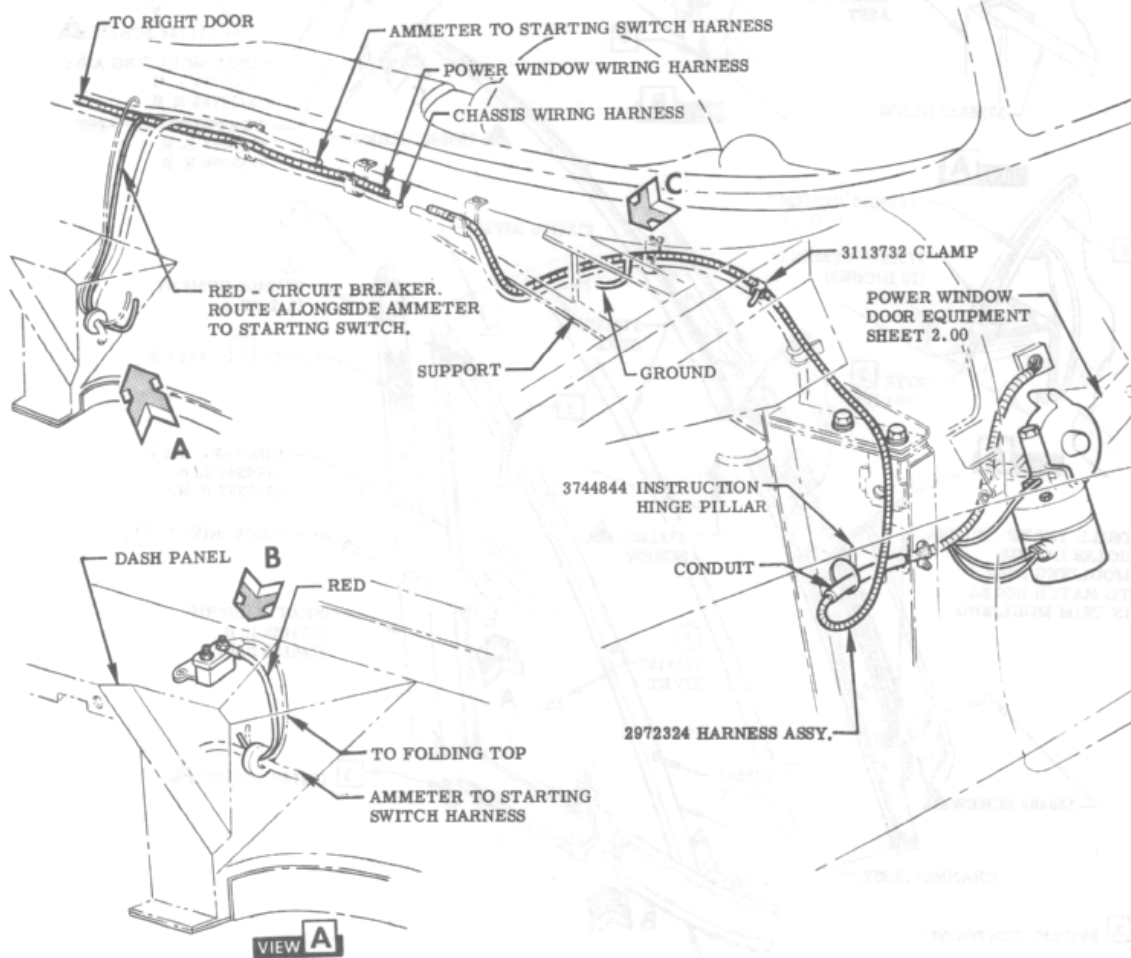 TO RIGHT DOOR
AMMETER TO STARTING SWITCH HARNESS
POWER WINDOW WIRING HARNESS
CHASSIS WIRING HARNESS
C
3113732 CLAMP
RED - CIRCUIT BREAKER.
ROUTE ALONGSIDE AMMETER
TO STARTING SWITCH.
POWER WINDOW
DOOR EQUIPMENT
SHEET 2.00
SUPPORT
GROUND
A
3744844 INSTRUCTION
HINGE PILLAR
CONDUIT
DASH PANEL
B
RED
2972324 HARNESS ASSY.
TO FOLDING TOP
AMMETER TO STARTING
SWITCH HARNESS
VIEW A